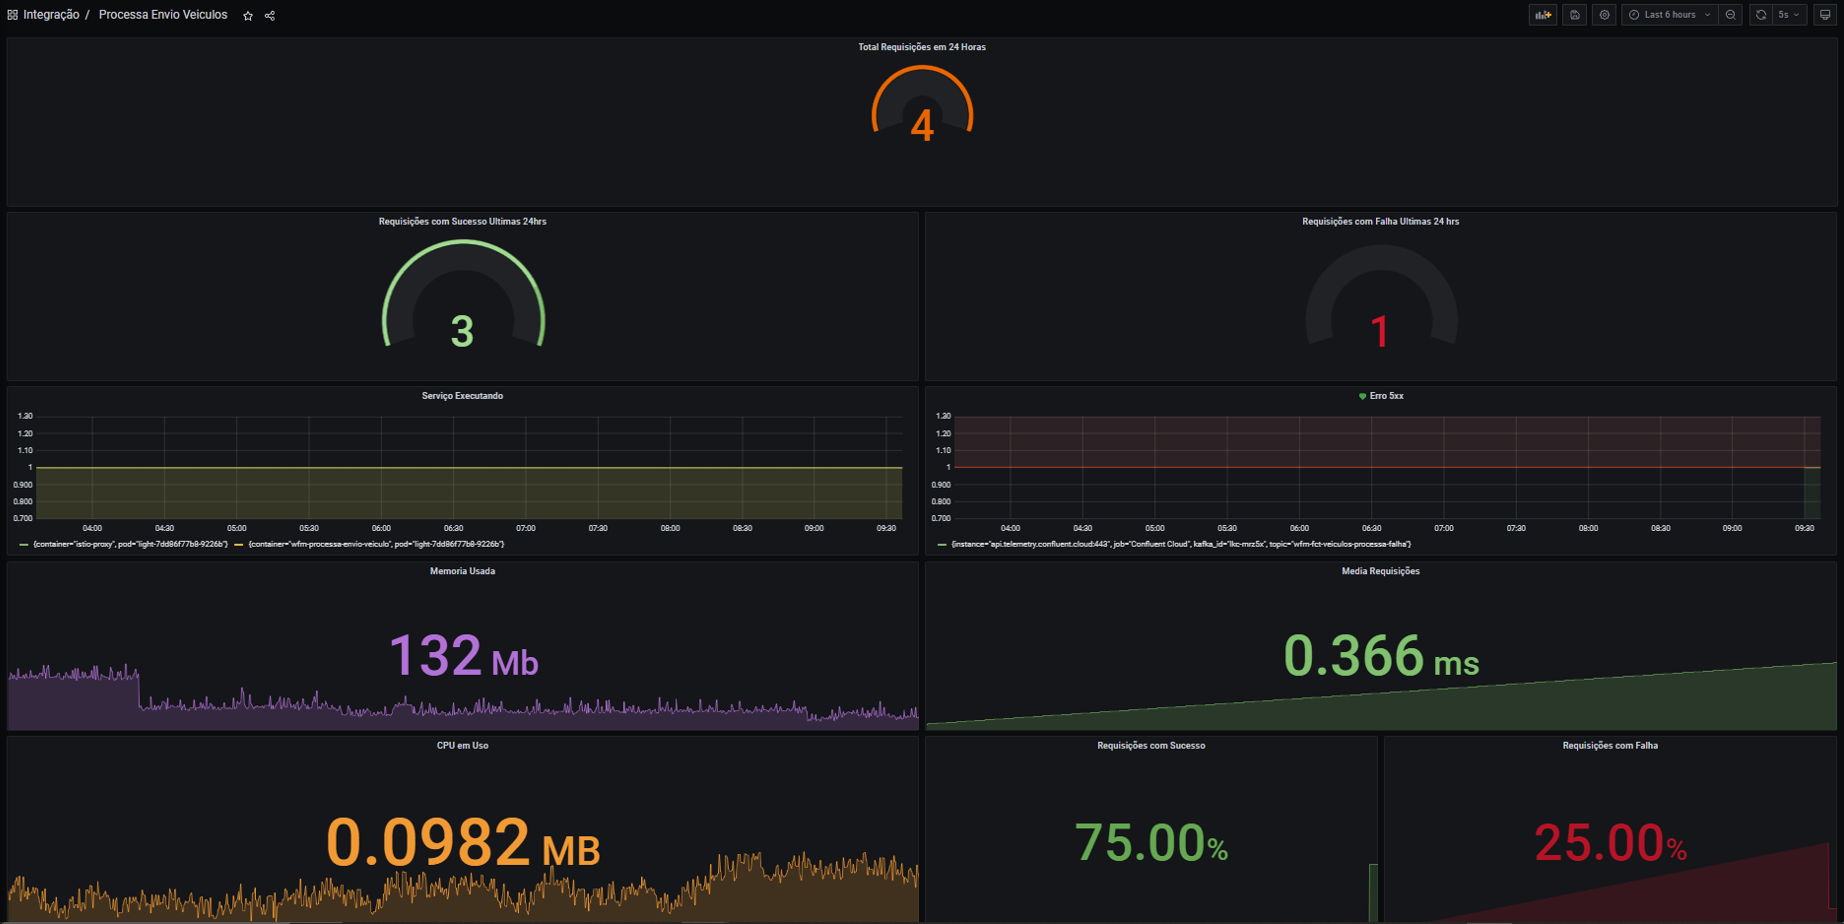 Integração / Processa Envio Veiculos
Last 6 hours
5s
Total Requisições em 24 Horas
4
Requisições com Sucesso Ultimas 24hrs
3
Requisições com Falha Ultimas 24 hrs
1
Serviço Executando
1.30
1.20
1.10
1
0.900
0.800
0.700
04:00 04:30 05:00 05:30 06:00 06:30 07:00 07:30 08:00 08:30 09:00 09:30
{container="istio-proxy", pod="light-7dd86f77b8-9226b"} {container="wfm-processa-envio-veiculo", pod="light-7dd86f77b8-9226b"}
Erro 5xx
1.30
1.20
1.10
1
0.900
0.800
0.700
04:00 04:30 05:00 05:30 06:00 06:30 07:00 07:30 08:00 08:30 09:00 09:30
{instance="api.telemetry.confluent.cloud:443", job="Confluent Cloud", kafka_id="lkc-mrz5x", topic="wfm-fct-veiculos-processa-falha"}
Memoria Usada
132 Mb
Media Requisições
0.366 ms
CPU em Uso
0.0982 MB
Requisições com Sucesso
75.00%
Requisições com Falha
25.00%